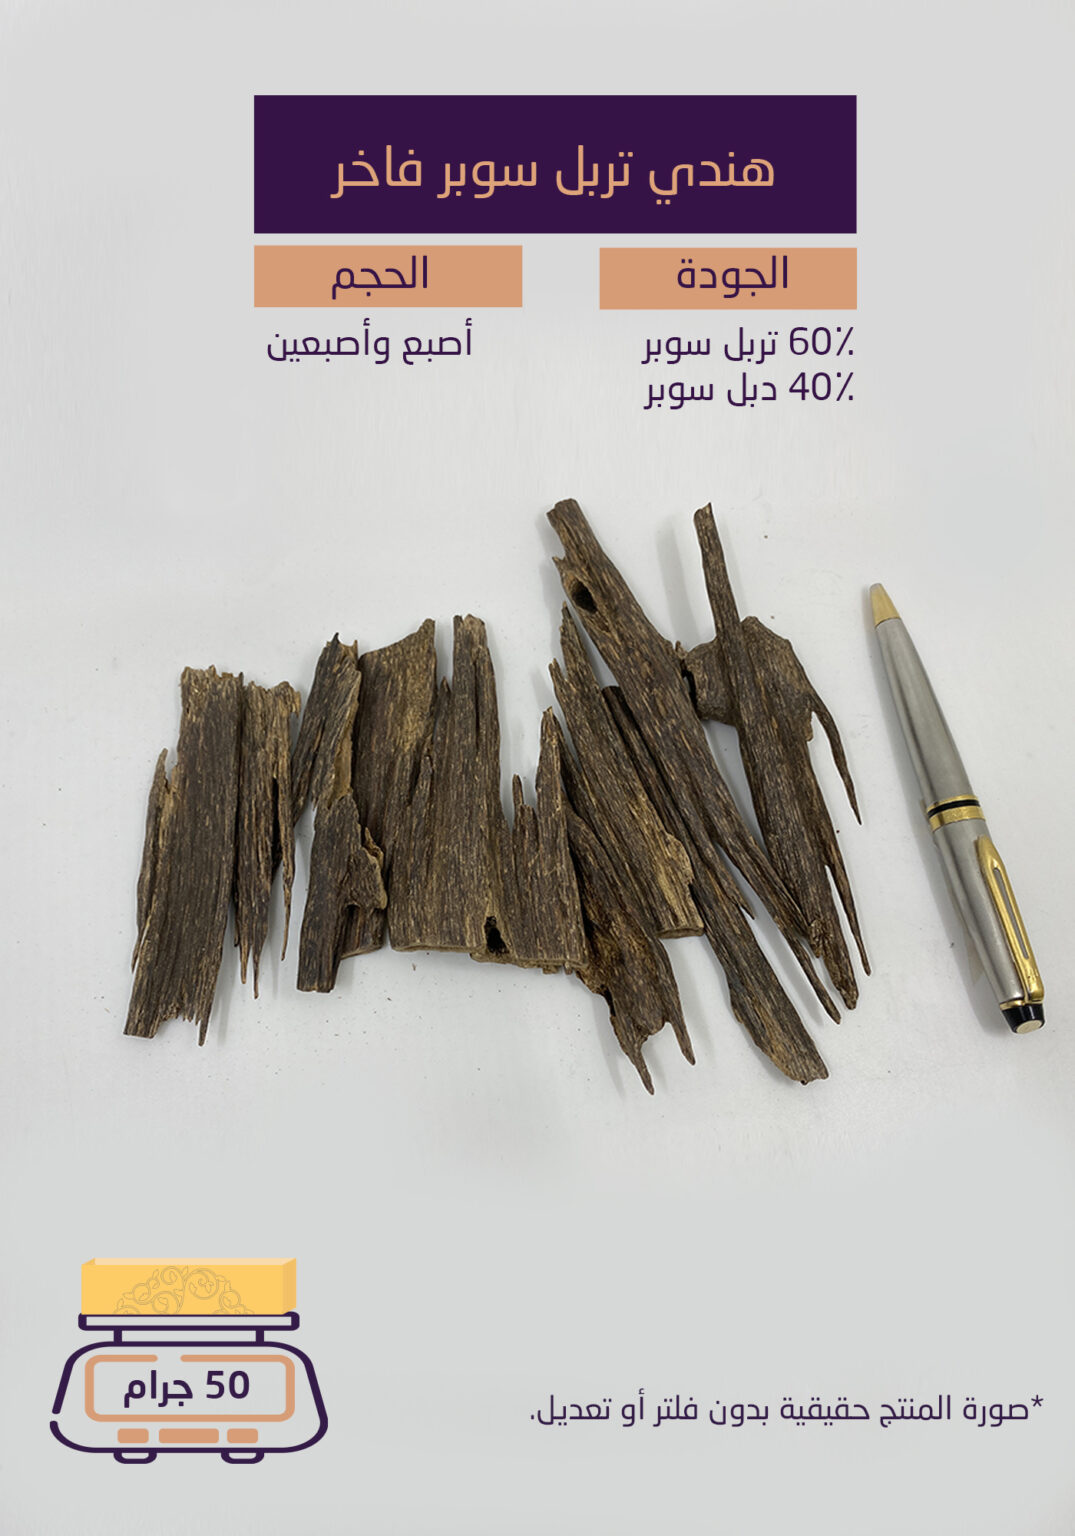 هندي تربل سوبر فاخر
الجودة
60٪ تربل سوبر
40٪ دبل سوبر
الحجم
أصبع وأصبعين
50 جرام
*صورة المنتج حقيقية بدون فلتر أو تعديل.